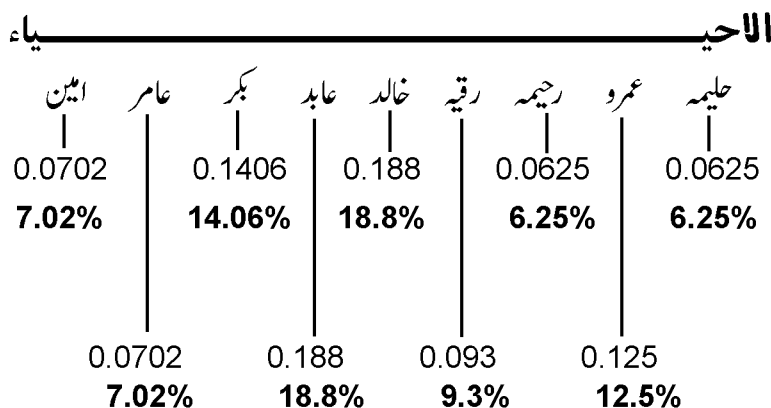 الاحیــــــــــــــــــــــیاء
حلیمہ عمرو رحیمہ رقیہ خالد عابد بکر عامر امین
0.0702 0.1406 0.188 0.0625 0.0625
7.02% 14.06% 18.8% 6.25% 6.25%
0.0702 0.188 0.093 0.125
7.02% 18.8% 9.3% 12.5%